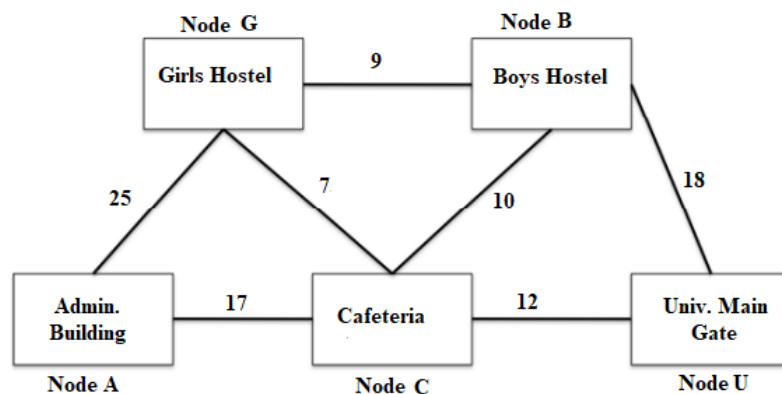 Node G
Node B
Girls Hostel
9
Boys Hostel
25
7
10
18
Admin.
Building
17
Cafeteria
12
Univ. Main
Gate
Node A
Node C
Node U